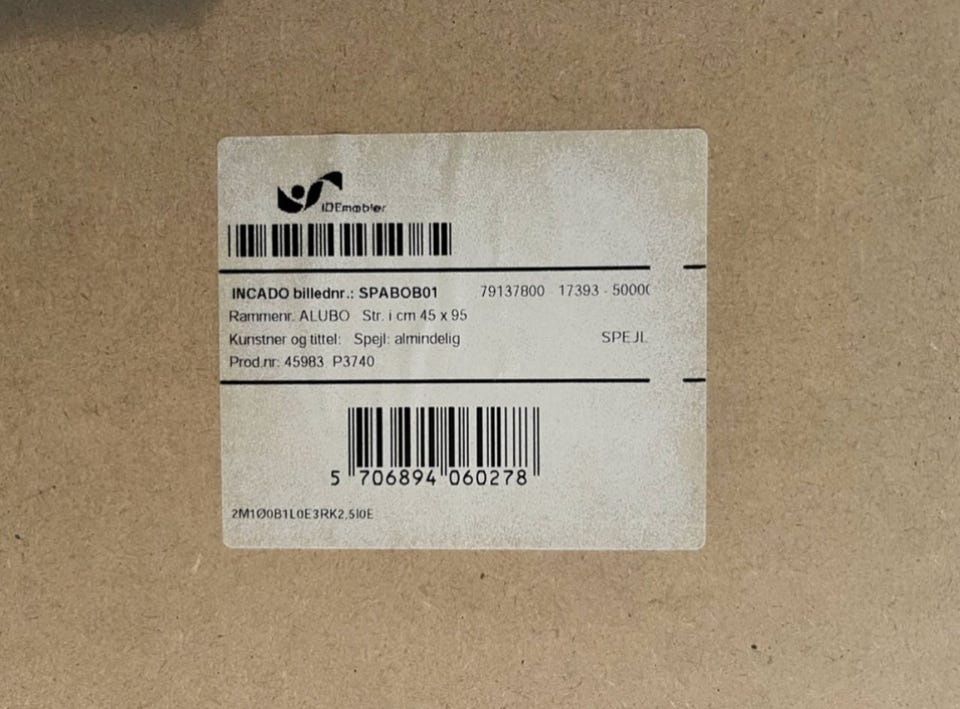 IDEmøbler
INCADO billednr.: SPABOB01 79137800 17393 - 5000
Rammenr. ALUBO Str. i cm 45 x 95
Kunstner og tittel: Spejl: almindelig SPEJL
Prod.nr: 45983 P3740
5 706894 060278
2M1Ø0B1L0E3RK2,5I0E